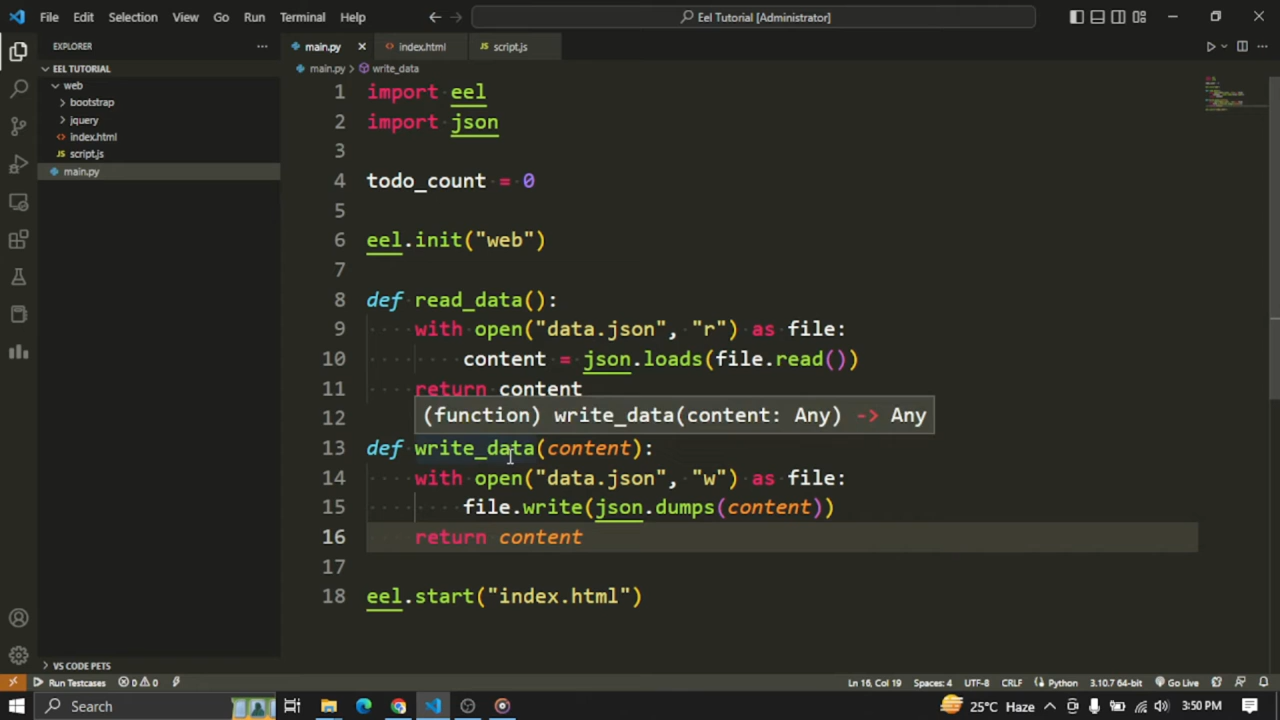 File Edit Selection View Go Run Terminal Help
Eel Tutorial [Administrator]
EXPLORER
main.py
index.html
script.js
EEL TUTORIAL
main.py > write_data
web
bootstrap
jquery
index.html
script.js
main.py
1 import eel
2 import json
3
4 todo_count = 0
5
6 eel.init("web")
7
8 def read_data():
9 with open("data.json", "r") as file:
10 content = json.loads(file.read())
11 return content
12
(function) write_data(content: Any) -> Any
13 def write_data(content):
14 with open("data.json", "w") as file:
15 file.write(json.dumps(content))
16 return content
17
18 eel.start("index.html")
VS CODE PETS
Run Testcases 0 0 Ln 16, Col 19 Spaces: 4 UTF-8 CRLF Python 3.10.7 64-bit Go Live
Search 25°C Haze 3:50 PM